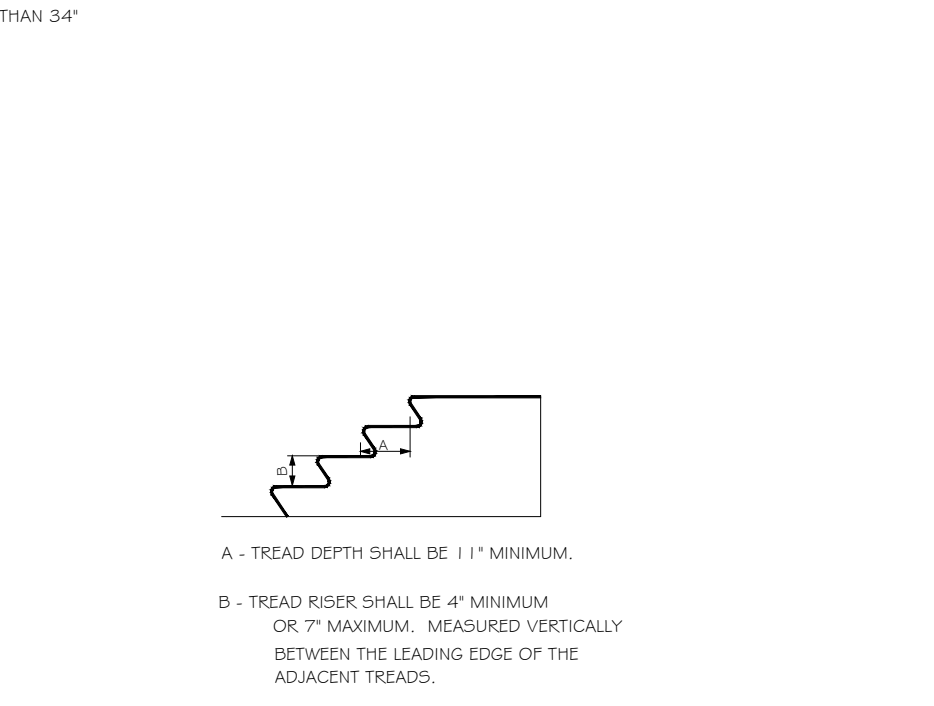 THAN 34"
B
A
A - TREAD DEPTH SHALL BE 11" MINIMUM.
B - TREAD RISER SHALL BE 4" MINIMUM
OR 7" MAXIMUM. MEASURED VERTICALLY
BETWEEN THE LEADING EDGE OF THE
ADJACENT TREADS.